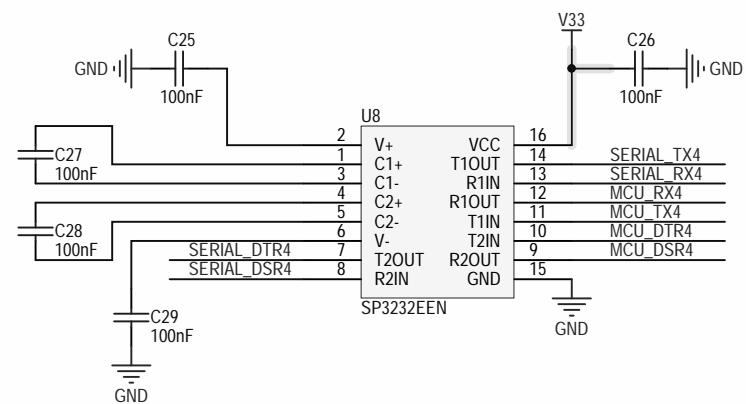 V33
C25
C26
GND
GND
100nF
100nF
U8
2 V+ VCC 16
1 C1+ T1OUT 14 SERIAL_TX4
C27
3 C1- R1IN 13 SERIAL_RX4
100nF
4 C2+ R1OUT 12 MCU_RX4
5 C2- T1IN 11 MCU_TX4
C28
6 V- T2IN 10 MCU_DTR4
100nF
SERIAL_DTR4 7 T2OUT R2OUT 9 MCU_DSR4
SERIAL_DSR4 8 R2IN GND 15
SP3232EEN
C29
100nF
GND
GND